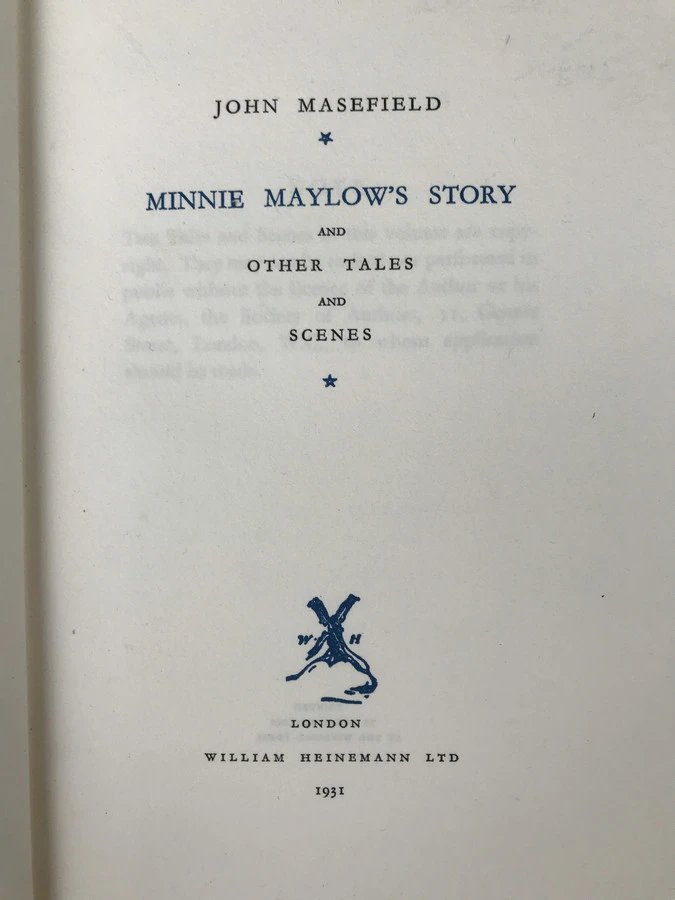 JOHN MASEFIELD
MINNIE MAYLOW'S STORY
AND
OTHER TALES
AND
SCENES
W. H
LONDON
WILLIAM HEINEMANN LTD
1931